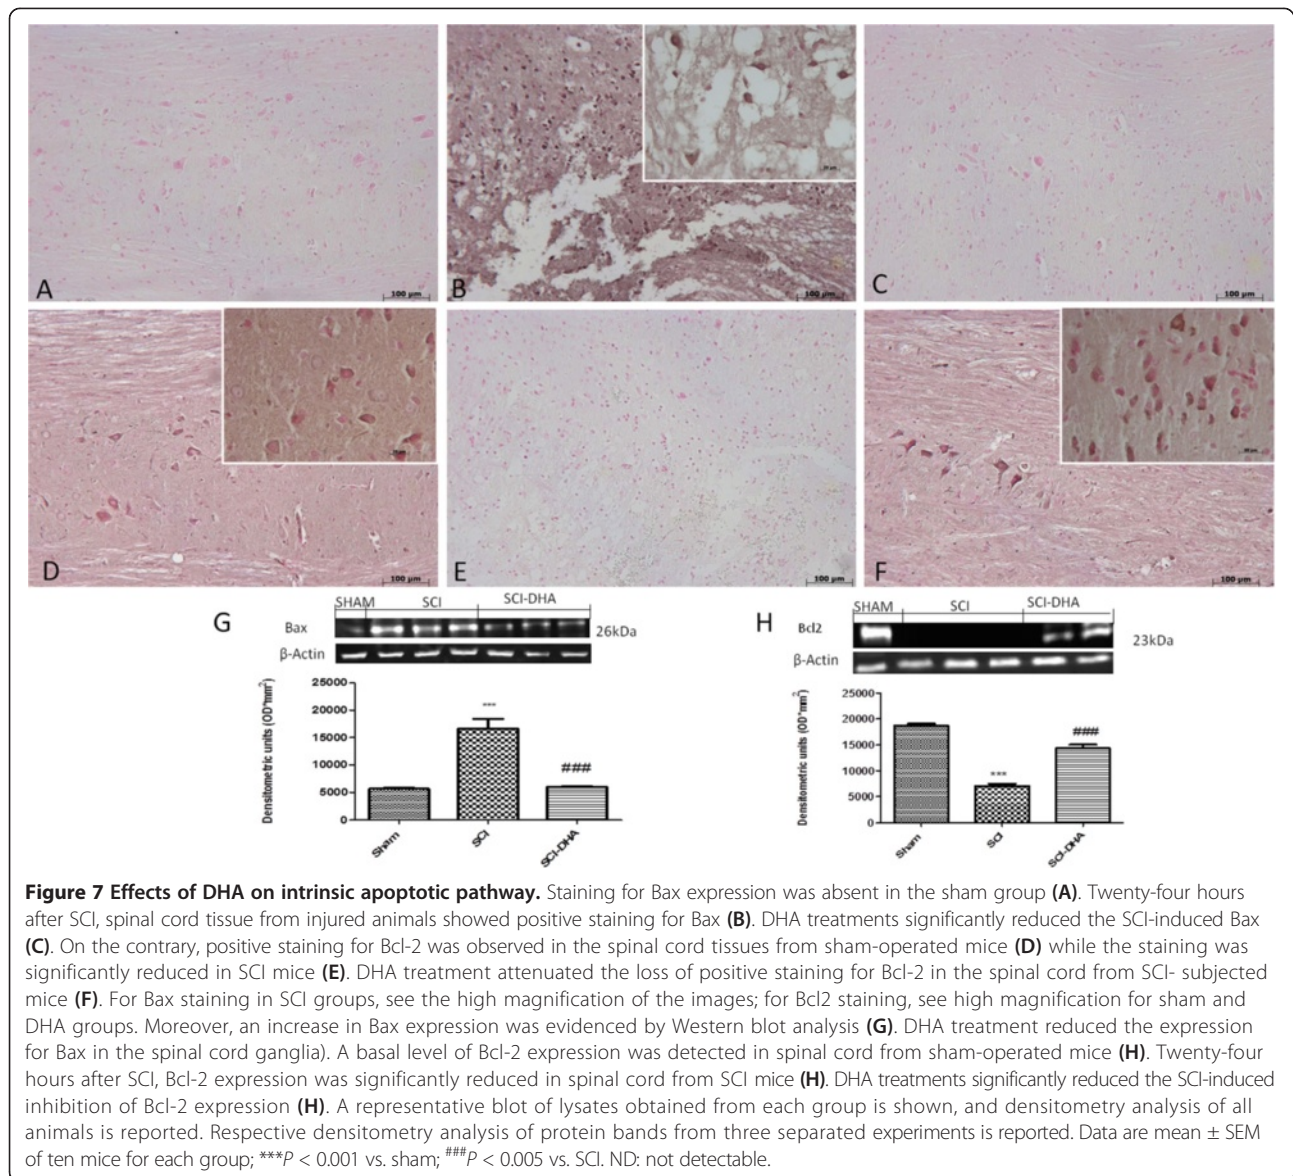 A
100 µm
B
100 µm
C
100 µm
D
100 µm
E
100 µm
F
100 µm
G
SHAM SCI SCI-DHA
Bax 26kDa
β-Actin
Densitometric units (OD*mm²)
25000
20000
15000
10000
5000
0
***
###
Sham SCI SCI-DHA
H
SHAM SCI SCI-DHA
Bcl2 23kDa
β-Actin
Densitometric units (OD*mm²)
25000
20000
15000
10000
5000
0
***
###
Sham SCI SCI-DHA
Figure 7 Effects of DHA on intrinsic apoptotic pathway. Staining for Bax expression was absent in the sham group (A). Twenty-four hours
after SCI, spinal cord tissue from injured animals showed positive staining for Bax (B). DHA treatments significantly reduced the SCI-induced Bax
(C). On the contrary, positive staining for Bcl-2 was observed in the spinal cord tissues from sham-operated mice (D) while the staining was
significantly reduced in SCI mice (E). DHA treatment attenuated the loss of positive staining for Bcl-2 in the spinal cord from SCI- subjected
mice (F). For Bax staining in SCI groups, see the high magnification of the images; for Bcl2 staining, see high magnification for sham and
DHA groups. Moreover, an increase in Bax expression was evidenced by Western blot analysis (G). DHA treatment reduced the expression
for Bax in the spinal cord ganglia). A basal level of Bcl-2 expression was detected in spinal cord from sham-operated mice (H). Twenty-four
hours after SCI, Bcl-2 expression was significantly reduced in spinal cord from SCI mice (H). DHA treatments significantly reduced the SCI-induced
inhibition of Bcl-2 expression (H). A representative blot of lysates obtained from each group is shown, and densitometry analysis of all
animals is reported. Respective densitometry analysis of protein bands from three separated experiments is reported. Data are mean ± SEM
of ten mice for each group; ***P < 0.001 vs. sham; ###P < 0.005 vs. SCI. ND: not detectable.